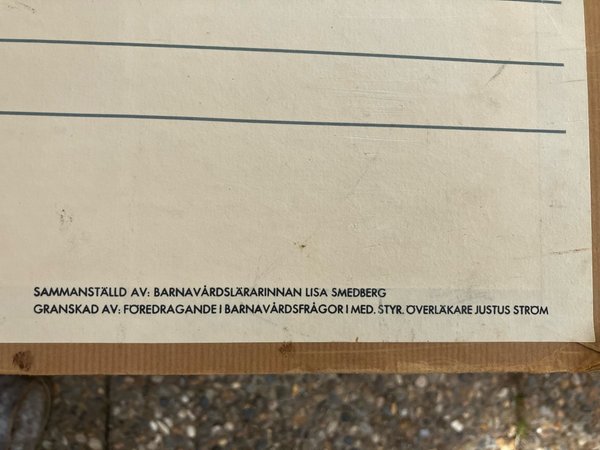 SAMMANSTÄLLD AV: BARNAVÅRDSLÄRARINNAN LISA SMEDBERG
GRANSKAD AV: FÖREDRAGANDE I BARNAVÅRDSFRÅGOR I MED. STYR. ÖVERLÄKARE JUSTUS STRÖM